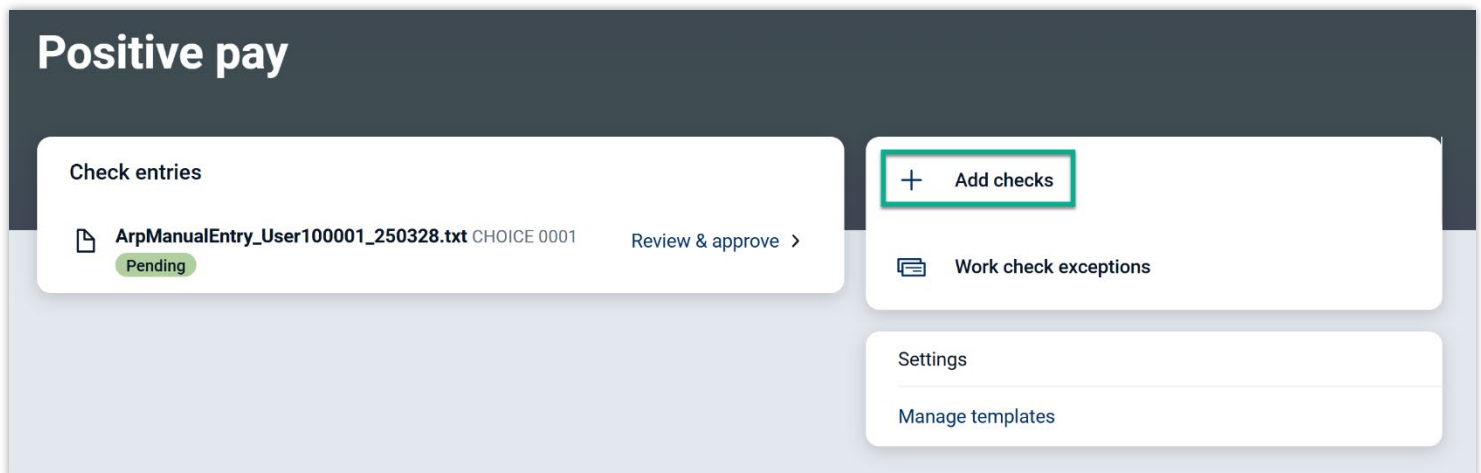 Positive pay
Check entries
ArpManualEntry_User100001_250328.txt CHOICE 0001
Pending
Review & approve
Add checks
Work check exceptions
Settings
Manage templates